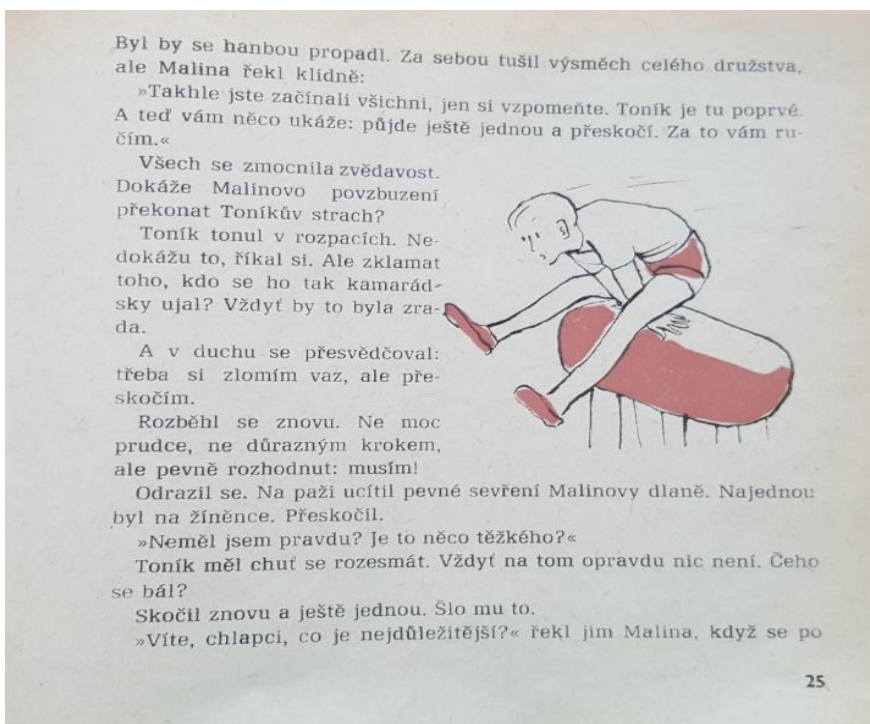 Byl by se hanbou propadl. Za sebou tušil výsměch celého družstva,
ale Malina řekl klidně:
»Takhle jste začínali všichni, jen si vzpomeňte. Toník je tu poprvé.
A teď vám něco ukáže: půjde ještě jednou a přeskočí. Za to vám ru-
čím.«
Všech se zmocnila zvědavost.
Dokáže Malinovo povzbuzení
překonat Toníkův strach?
Toník tonul v rozpacích. Ne-
dokážu to, říkal si. Ale zklamat
toho, kdo se ho tak kamarád-
sky ujal? Vždyť by to byla zra-
da.
A v duchu se přesvědčoval:
třeba si zlomím vaz, ale pře-
skočím.
Rozběhl se znovu. Ne moc
prudce, ne důrazným krokem,
ale pevně rozhodnut: musím!
Odrazil se. Na paži ucítil pevné sevření Malinovy dlaně. Najednou
byl na žíněnce. Přeskočil.
»Neměl jsem pravdu? Je to něco těžkého?«
Toník měl chuť se rozesmát. Vždyť na tom opravdu nic není. Čeho
se bál?
Skočil znovu a ještě jednou. Šlo mu to.
»Víte, chlapci, co je nejdůležitější?« řekl jim Malina, když se po
25